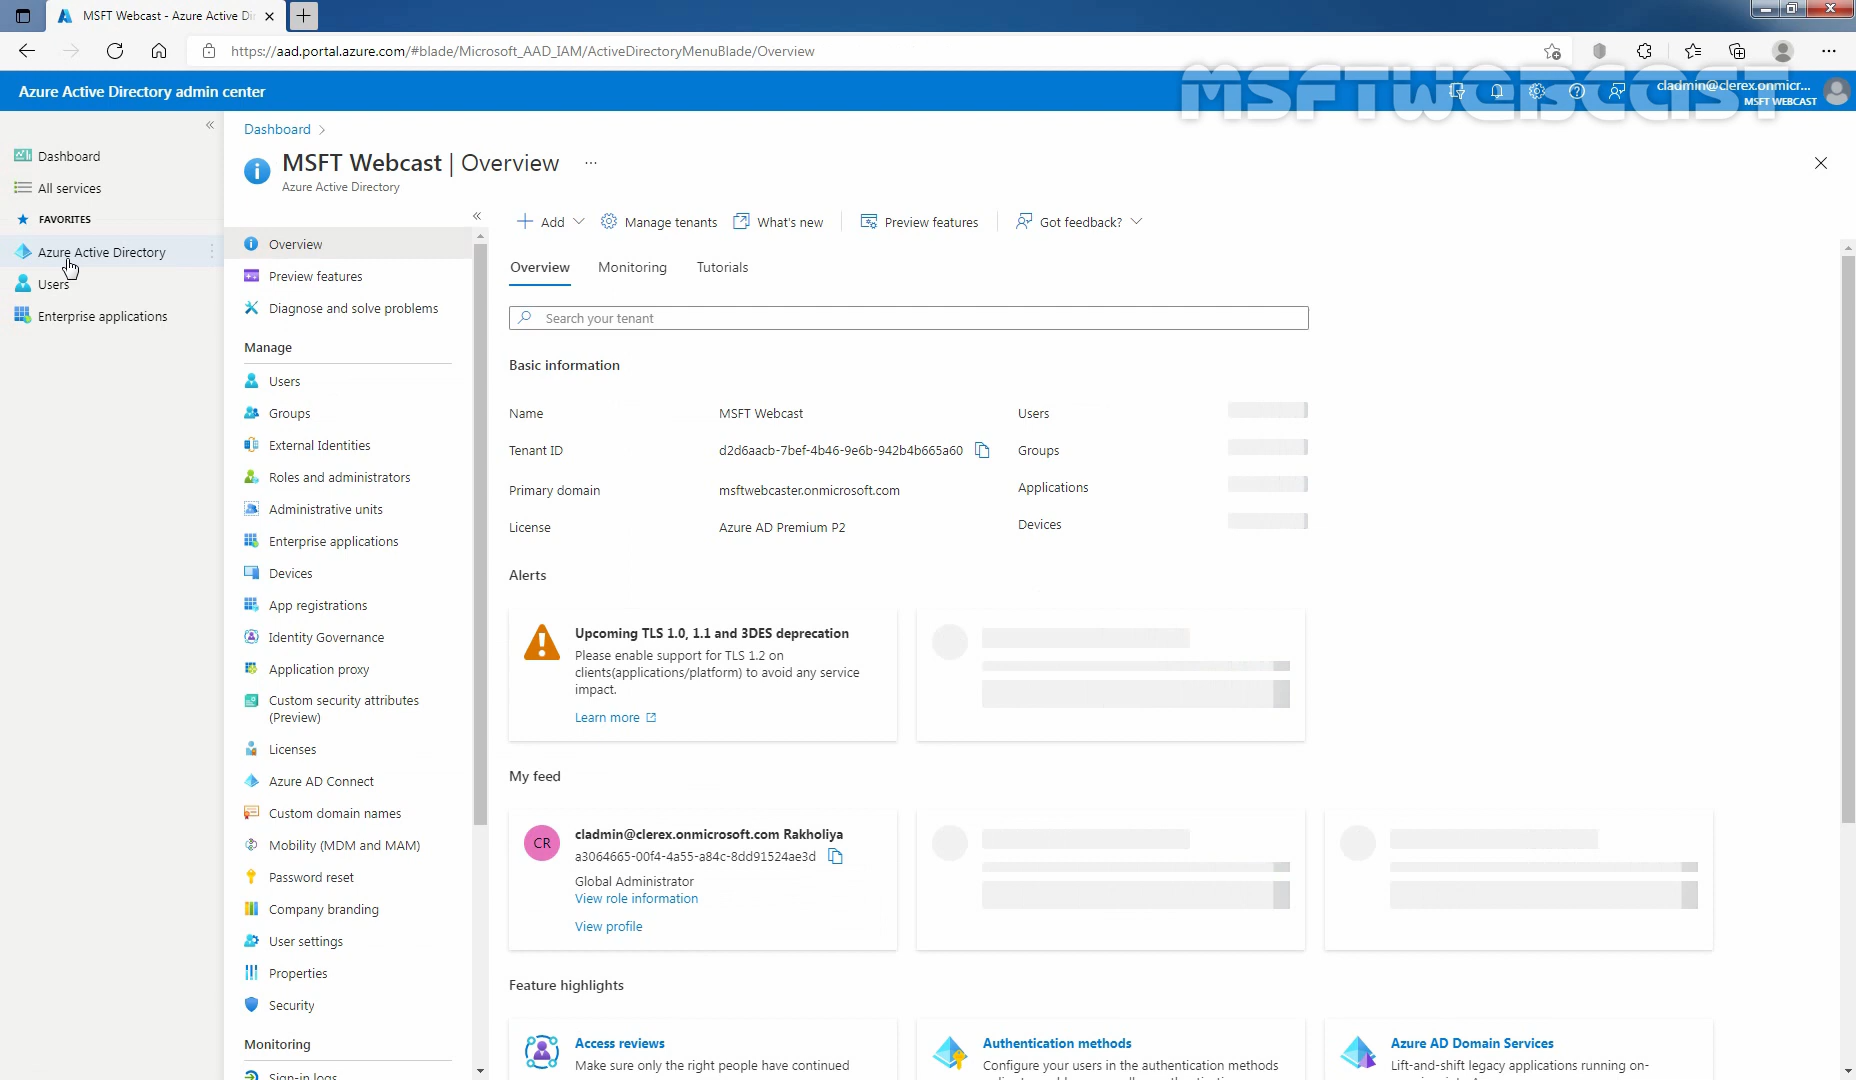 MSFT Webcast - Azure Active Di
https://aad.portal.azure.com/#blade/Microsoft_AAD_IAM/ActiveDirectoryMenuBlade/Overview
MSFTWEBCAST
Azure Active Directory admin center
cladmin@clerex.onmicr...
MSFT WEBCAST
Dashboard
All services
FAVORITES
Azure Active Directory
Users
Enterprise applications
Dashboard
MSFT Webcast | Overview
Azure Active Directory
Overview
Preview features
Diagnose and solve problems
Manage
Users
Groups
External Identities
Roles and administrators
Administrative units
Enterprise applications
Devices
App registrations
Identity Governance
Application proxy
Custom security attributes
(Preview)
Licenses
Azure AD Connect
Custom domain names
Mobility (MDM and MAM)
Password reset
Company branding
User settings
Properties
Security
Monitoring
Sign-in logs
Add Manage tenants What's new Preview features Got feedback?
Overview Monitoring Tutorials
Search your tenant
Basic information
Name MSFT Webcast Users
Tenant ID d2d6aacb-7bef-4b46-9e6b-942b4b665a60 Groups
Primary domain msftwebcaster.onmicrosoft.com Applications
License Azure AD Premium P2 Devices
Alerts
Upcoming TLS 1.0, 1.1 and 3DES deprecation
Please enable support for TLS 1.2 on
clients(applications/platform) to avoid any service
impact.
Learn more
My feed
CR
cladmin@clerex.onmicrosoft.com Rakholiya
a3064665-00f4-4a55-a84c-8dd91524ae3d
Global Administrator
View role information
View profile
Feature highlights
Access reviews
Make sure only the right people have continued
Authentication methods
Configure your users in the authentication methods
Azure AD Domain Services
Lift-and-shift legacy applications running on-